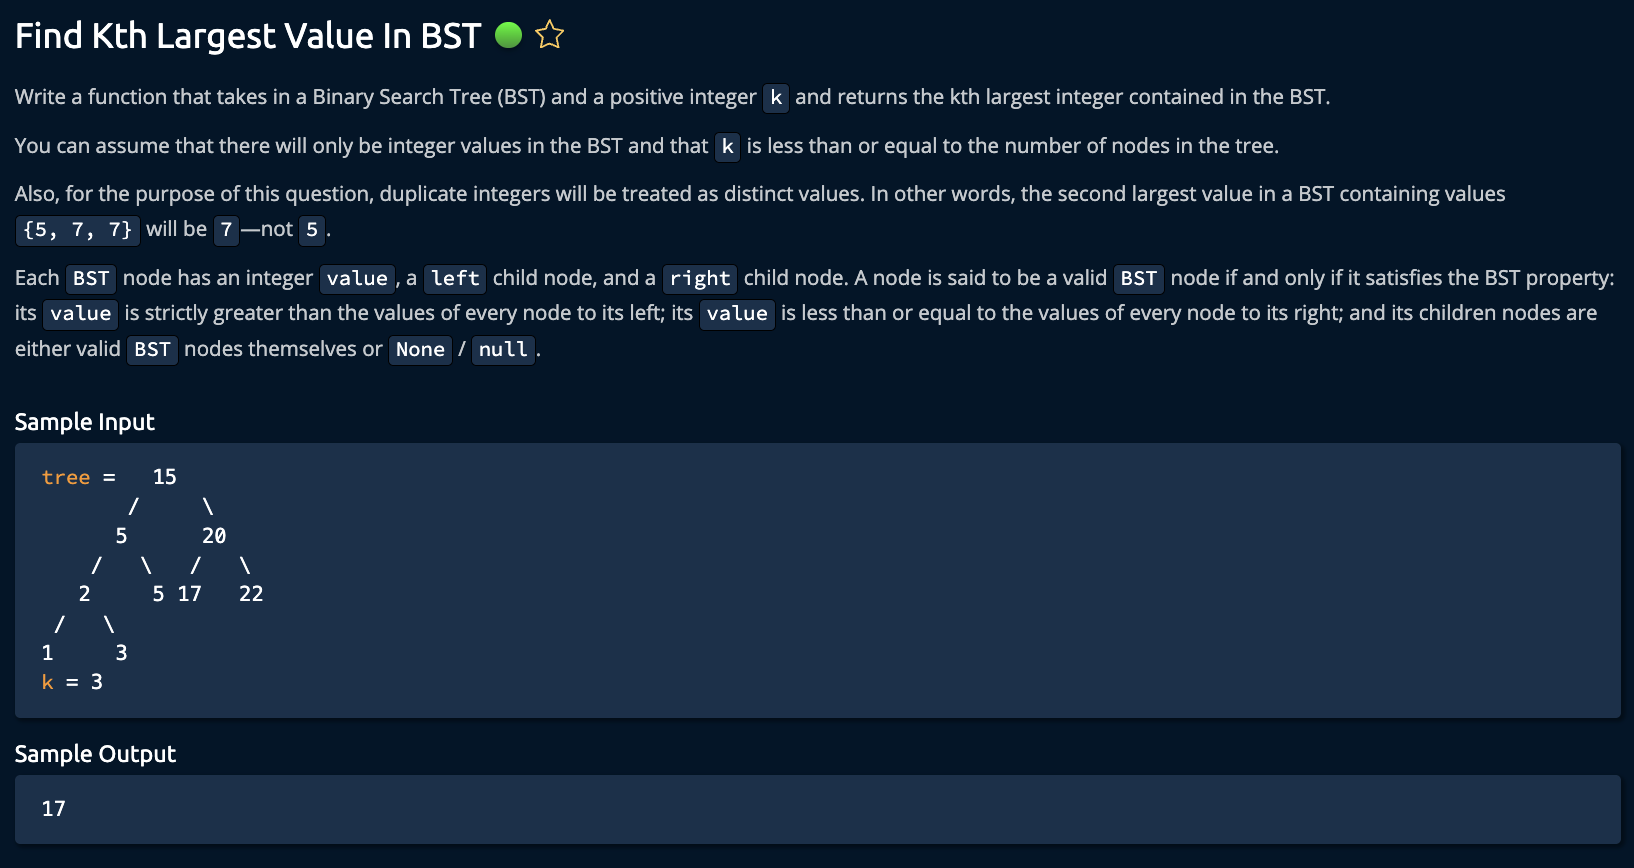 Find Kth Largest Value In BST
Write a function that takes in a Binary Search Tree (BST) and a positive integer k and returns the kth largest integer contained in the BST.
You can assume that there will only be integer values in the BST and that k is less than or equal to the number of nodes in the tree.
Also, for the purpose of this question, duplicate integers will be treated as distinct values. In other words, the second largest value in a BST containing values
{5, 7, 7} will be 7—not 5.
Each BST node has an integer value, a left child node, and a right child node. A node is said to be a valid BST node if and only if it satisfies the BST property:
its value is strictly greater than the values of every node to its left; its value is less than or equal to the values of every node to its right; and its children nodes are
either valid BST nodes themselves or None / null.
Sample Input
tree =   15
       /     \
      5      20
    /   \   /   \
   2     5 17   22
 /   \
1     3
k = 3
Sample Output
17